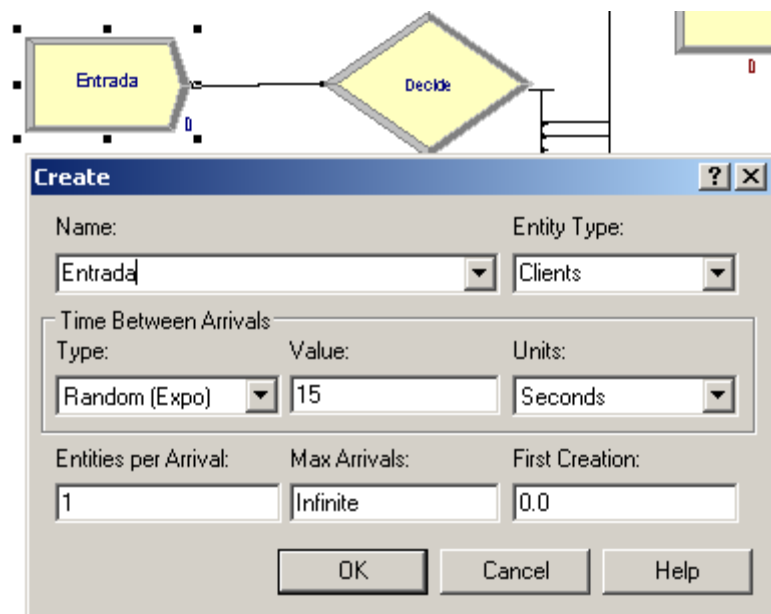 Entrada
Decide
0
0
Create
Name:
Entity Type:
Entrada
Clients
Time Between Arrivals
Type:
Value:
Units:
Random (Expo)
15
Seconds
Entities per Arrival:
Max Arrivals:
First Creation:
1
Infinite
0.0
OK
Cancel
Help